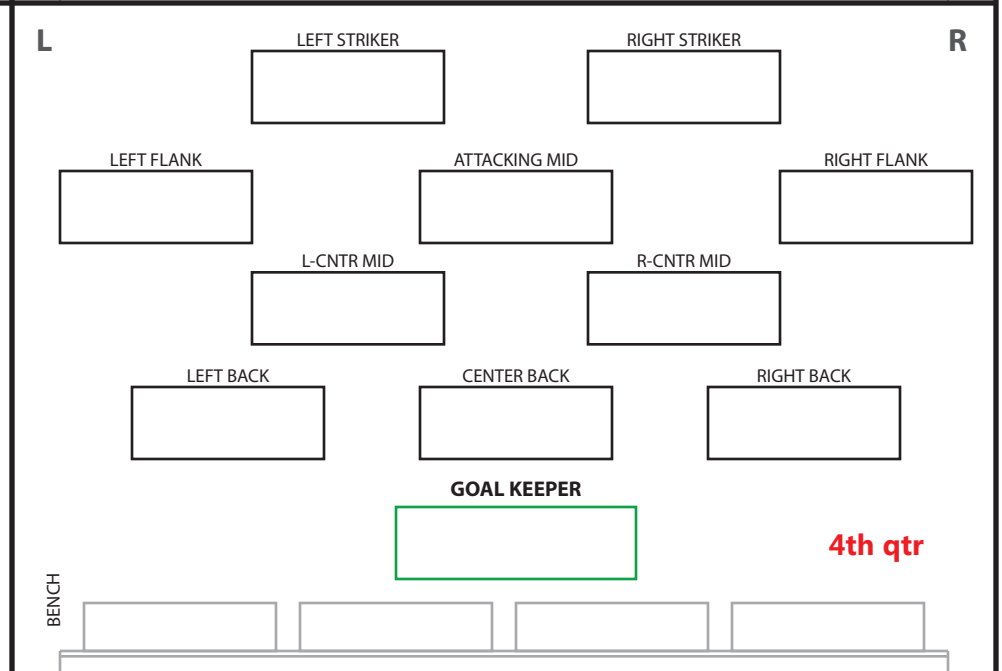 L
R
LEFT STRIKER
RIGHT STRIKER
LEFT FLANK
ATTACKING MID
RIGHT FLANK
L-CNTR MID
R-CNTR MID
LEFT BACK
CENTER BACK
RIGHT BACK
GOAL KEEPER
4th qtr
BENCH